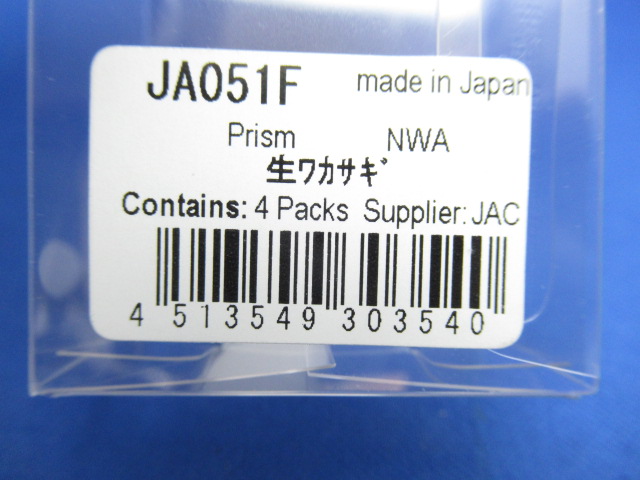 JA051F made in Japan
Prism NWA
生ワカサギ
Contains: 4 Packs Supplier: JAC
4 513549 303540